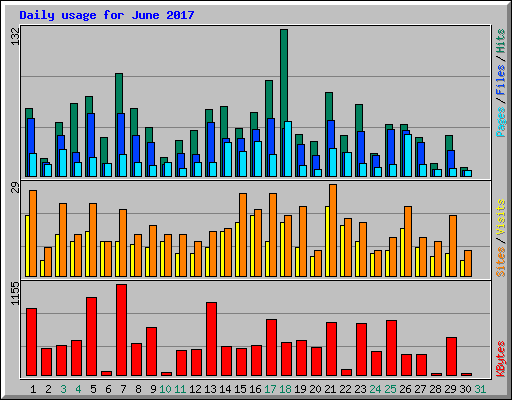 Daily usage for June 2017
132
Pages / Files / Hits
29
Sites / Visits
1155
KBytes
1 2 3 4 5 6 7 8 9 10 11 12 13 14 15 16 17 18 19 20 21 22 23 24 25 26 27 28 29 30 31